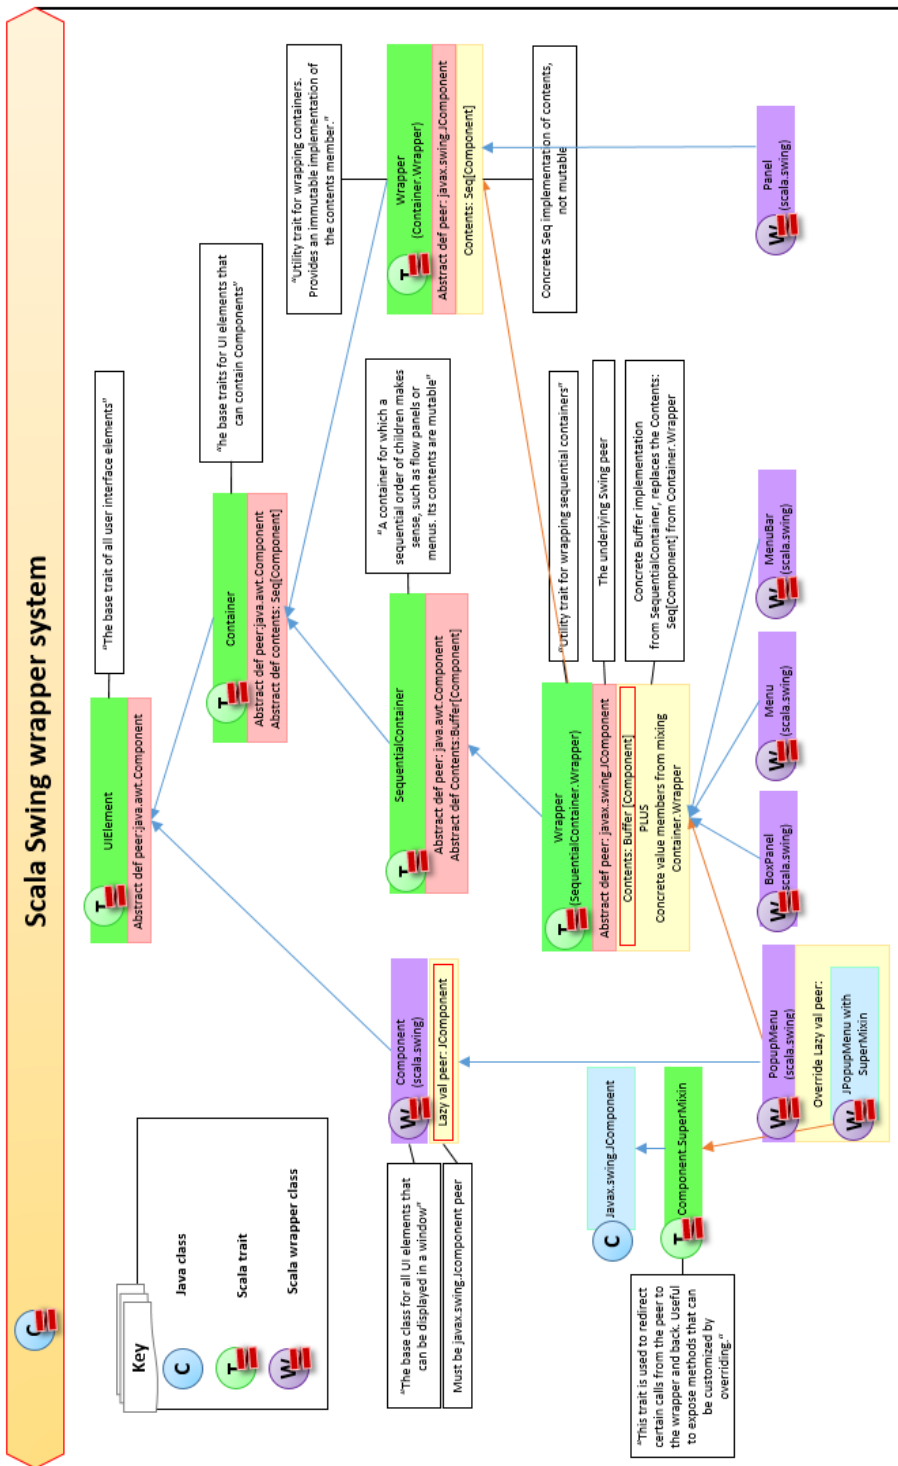 Scala Swing wrapper system
C
Key
C
Java class
T
Scala trait
W
Scala wrapper class
T
UIElement
Abstract def peer:java.awt.Component
"The base trait of all user interface elements"
T
Container
Abstract def peer:java.awt.Component
Abstract def contents: Seq[Component]
"he base traits for UI elements that
can contain Components"
"Utility trait for wrapping containers.
Provides an immutable implementation of
the contents member."
T
Wrapper
(Container.Wrapper)
Abstract def peer: javax.swing.JComponent
Contents: Seq[Component]
Concrete Seq implementation of contents,
not mutable
W
Component
(scala.swing)
Lazy val peer: JComponent
"The base class for all UI elements that
can be displayed in a window"
Must be javax.swing.JComponent peer
T
SequentialContainer
Abstract def peer: java.awt.Component
Abstract def Contents:Buffer[Component]
"A container for which a
sequential order of children makes
sense, such as flow panels or
menus. Its contents are mutable"
T
Wrapper
(SequentialContainer.Wrapper)
Abstract def peer: javax.swing.JComponent
Contents: Buffer [Component]
PLUS
Concrete value members from mixing
Container.Wrapper
"Utility trait for wrapping sequential containers"
The underlying Swing peer
Concrete Buffer implementation
from SequentialContainer, replaces the Contents:
Seq[Component] from Container.Wrapper
C
Javax.swing.JComponent
T
Component.SuperMixin
"This trait is used to redirect
certain calls from the peer to
the wrapper and back. Useful
to expose methods that can
be customized by
overriding."
W
PopupMenu
(scala.swing)
Override Lazy val peer:
W
JPopupMenu with
SuperMixin
W
BoxPanel
(scala.swing)
W
Menu
(scala.swing)
W
MenuBar
(scala.swing)
W
Panel
(scala.swing)